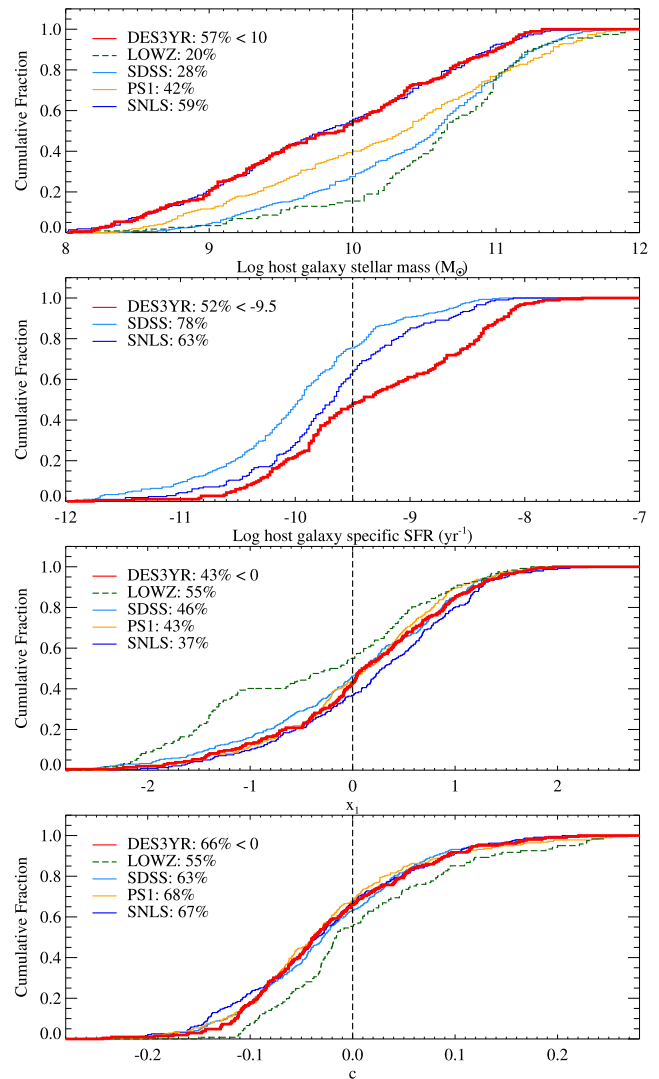 DES3YR: 57% < 10
LOWZ: 20%
SDSS: 28%
PS1: 42%
SNLS: 59%
Cumulative Fraction
1.0
0.8
0.6
0.4
0.2
0.0
8 9 10 11 12
Log host galaxy stellar mass (M☉)
DES3YR: 52% < -9.5
SDSS: 78%
SNLS: 63%
Cumulative Fraction
1.0
0.8
0.6
0.4
0.2
0.0
-12 -11 -10 -9 -8 -7
Log host galaxy specific SFR (yr⁻¹)
DES3YR: 43% < 0
LOWZ: 55%
SDSS: 46%
PS1: 43%
SNLS: 37%
Cumulative Fraction
1.0
0.8
0.6
0.4
0.2
0.0
-2 -1 0 1 2
x₁
DES3YR: 66% < 0
LOWZ: 55%
SDSS: 63%
PS1: 68%
SNLS: 67%
Cumulative Fraction
1.0
0.8
0.6
0.4
0.2
0.0
-0.2 -0.1 0.0 0.1 0.2
c